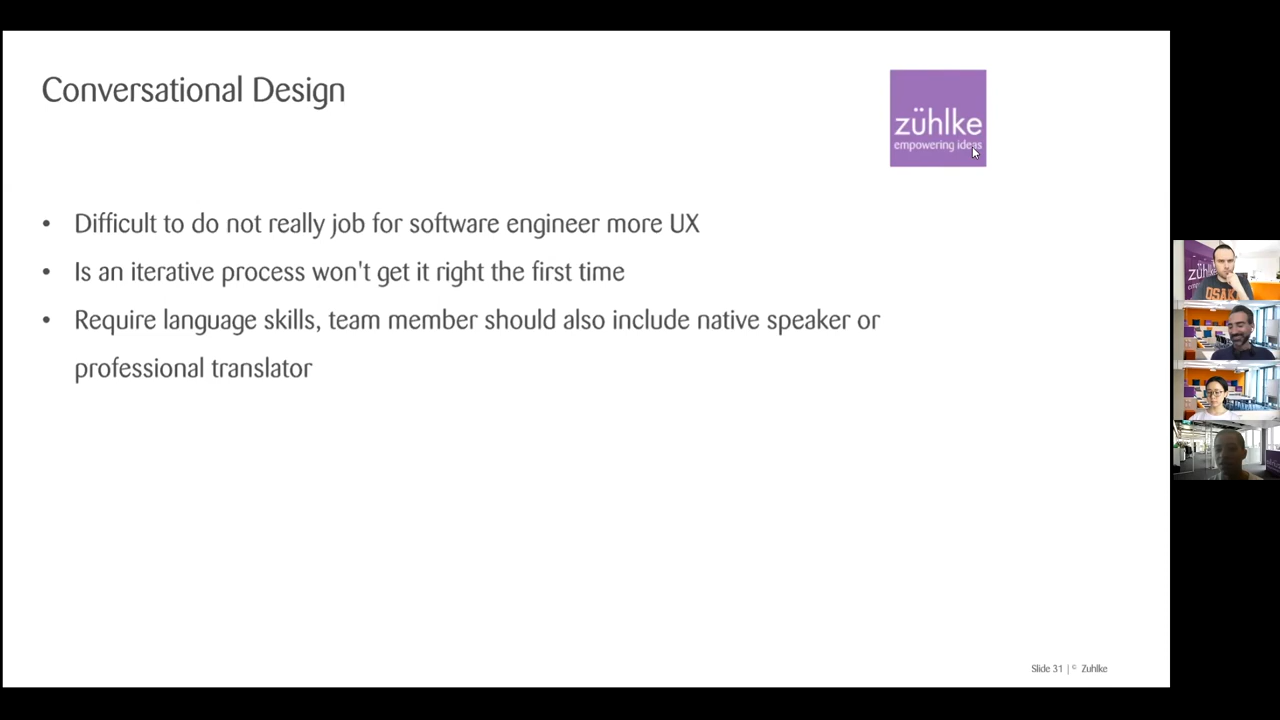 Conversational Design
zühlke
empowering ideas
• Difficult to do not really job for software engineer more UX
• Is an iterative process won't get it right the first time
• Require language skills, team member should also include native speaker or
professional translator
Slide 31 | © Zuhlke